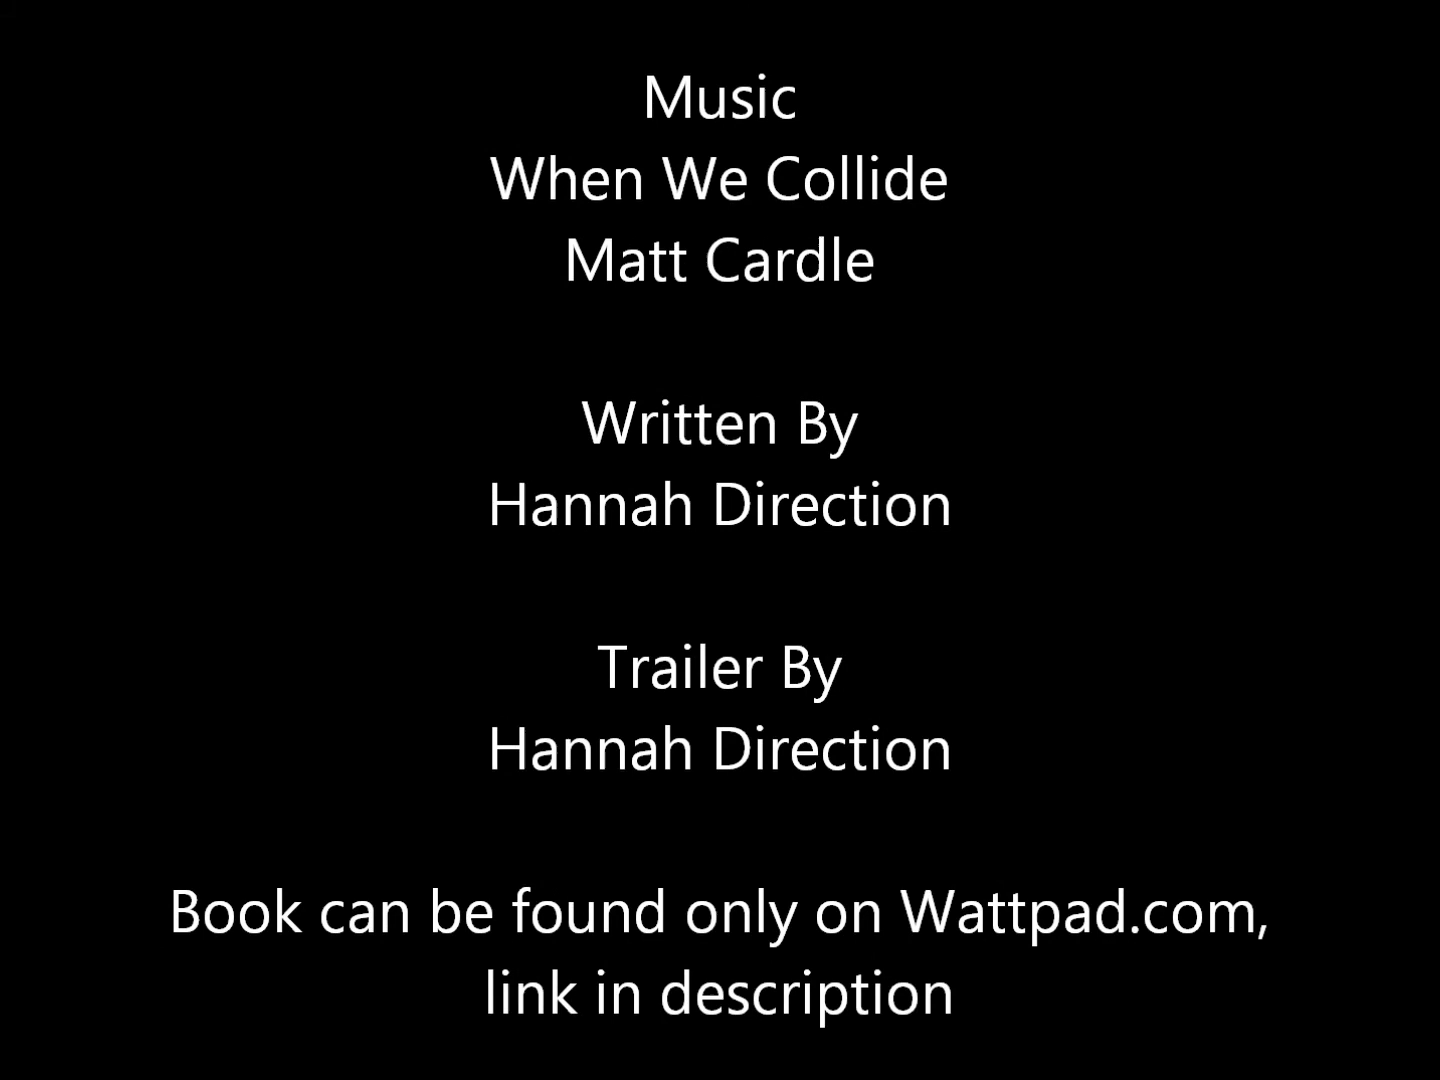 Music
When We Collide
Matt Cardle
Written By
Hannah Direction
Trailer By
Hannah Direction
Book can be found only on Wattpad.com,
link in description